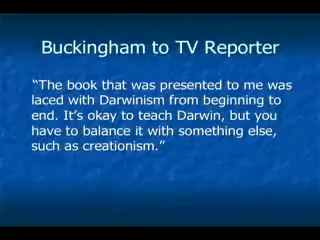 Buckingham to TV Reporter
“The book that was presented to me was
laced with Darwinism from beginning to
end. It’s okay to teach Darwin, but you
have to balance it with something else,
such as creationism.”